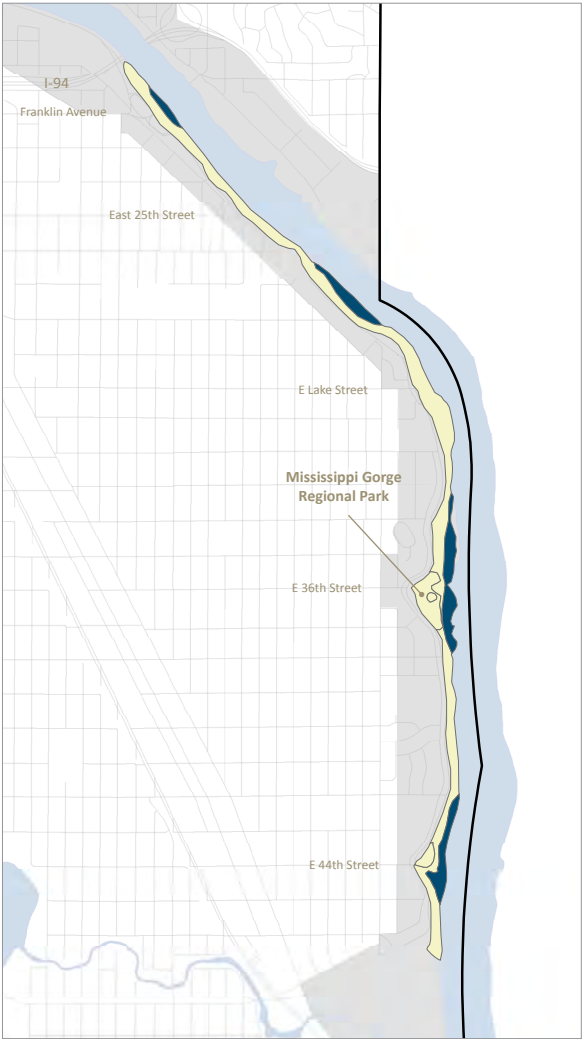 I-94
Franklin Avenue
East 25th Street
E Lake Street
Mississippi Gorge
Regional Park
E 36th Street
E 44th Street